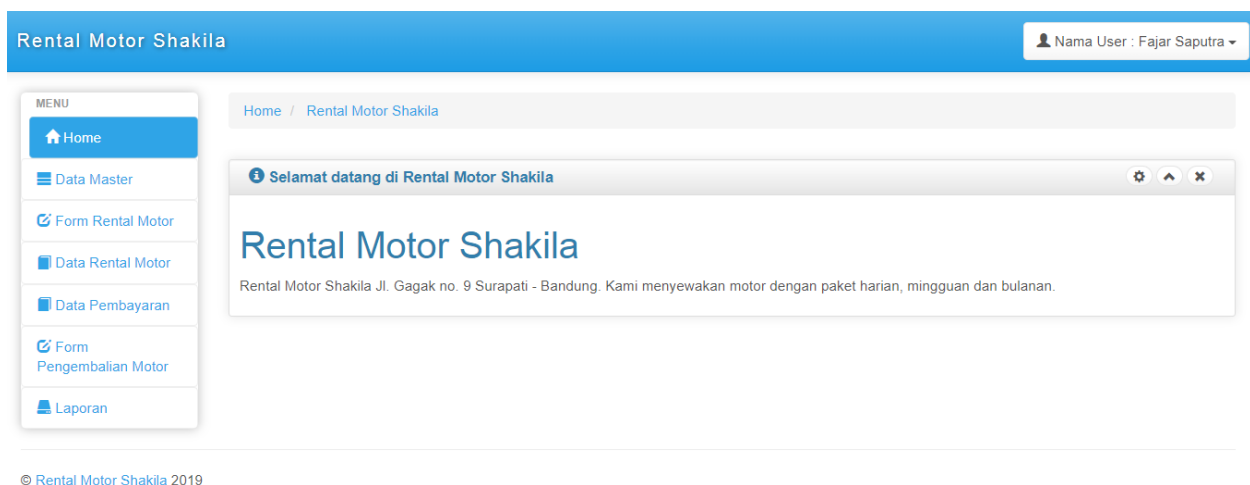 Rental Motor Shakila
Nama User : Fajar Saputra
MENU
Home
Data Master
Form Rental Motor
Data Rental Motor
Data Pembayaran
Form
Pengembalian Motor
Laporan
Home / Rental Motor Shakila
Selamat datang di Rental Motor Shakila
Rental Motor Shakila
Rental Motor Shakila Jl. Gagak no. 9 Surapati - Bandung. Kami menyewakan motor dengan paket harian, mingguan dan bulanan.
© Rental Motor Shakila 2019